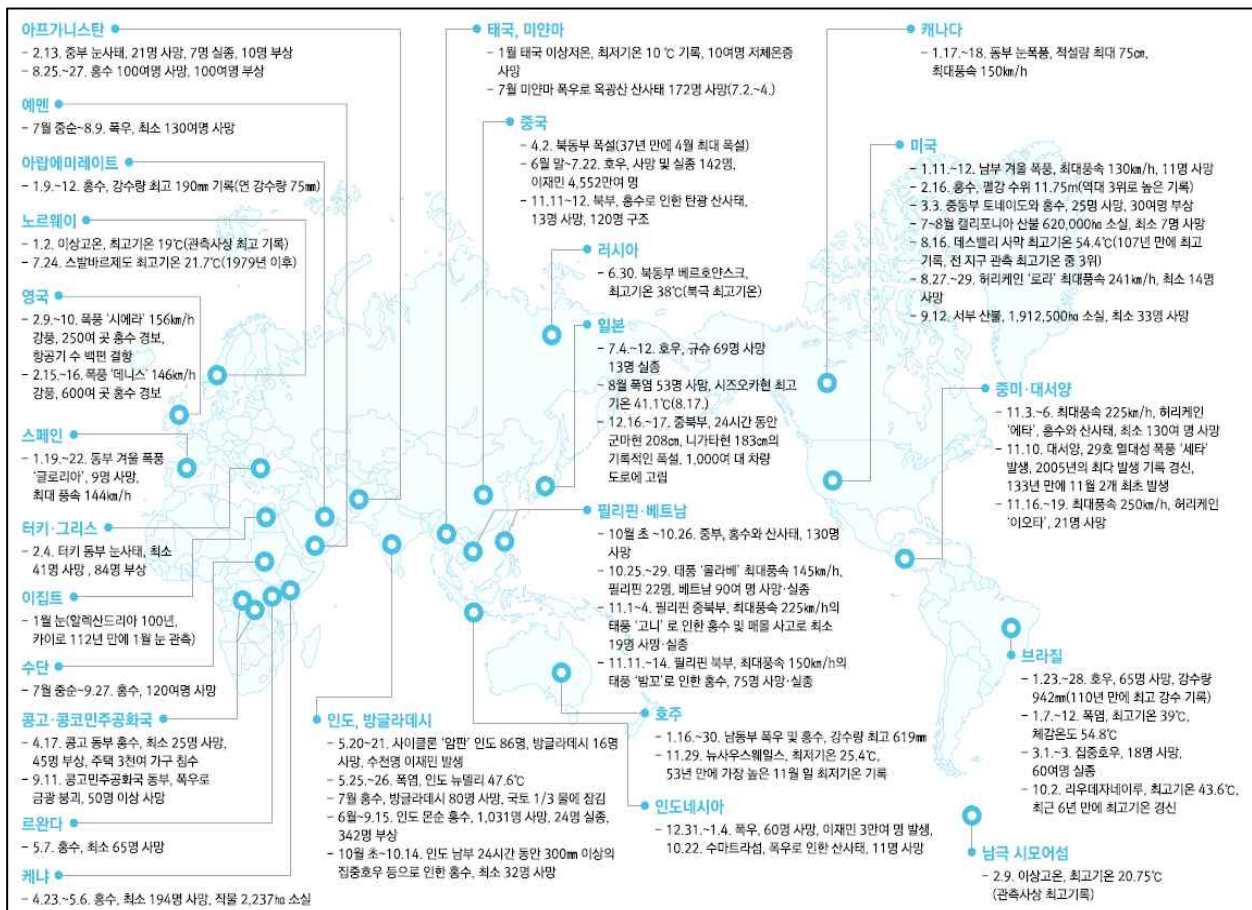 아프가니스탄
- 2.13. 중부 눈사태, 21명 사망, 7명 실종, 10명 부상
- 8.25.~27. 홍수 100여명 사망, 100여명 부상
예멘
- 7월 중순~8.9. 폭우, 최소 130여명 사망
아랍에미레이트
- 1.9.~12. 홍수, 강수량 최고 190㎜ 기록(연 강수량 75㎜)
노르웨이
- 1.2. 이상고온, 최고기온 19℃(관측사상 최고 기록)
- 7.24. 스발바르제도 최고기온 21.7℃(1979년 이후)
영국
- 2.9.~10. 폭풍 '시에라' 156㎞/h
강풍, 250여 곳 홍수 경보,
항공기 수 백편 결항
- 2.15.~16. 폭풍 '데니스' 146㎞/h
강풍, 600여 곳 홍수 경보
스페인
- 1.19.~22. 동부 겨울 폭풍
'글로리아', 9명 사망,
최대 풍속 144㎞/h
터키·그리스
- 2.4. 터키 동부 눈사태, 최소
41명 사망 , 84명 부상
이집트
- 1월 눈(알렉산드리아 100년,
카이로 112년 만에 1월 눈 관측)
수단
- 7월 중순~9.27. 홍수, 120여명 사망
콩고·콩코민주공화국
- 4.17. 콩고 동부 홍수, 최소 25명 사망,
45명 부상, 주택 3천여 가구 침수
- 9.11. 콩고민주공화국 동부, 폭우로
금광 붕괴, 50명 이상 사망
르완다
- 5.7. 홍수, 최소 65명 사망
케냐
- 4.23.~5.6. 홍수, 최소 194명 사망, 작물 2,237㏊ 소실
태국, 미얀마
- 1월 태국 이상저온, 최저기온 10℃ 기록, 10여명 저체온증
사망
- 7월 미얀마 폭우로 옥광산 산사태 172명 사망(7.2.~4.)
중국
- 4.2. 북동부 폭설(37년 만에 4월 최대 폭설)
- 6월 말~7.22. 호우, 사망 및 실종 142명,
이재민 4,552만여 명
- 11.11~12. 북부, 홍수로 인한 탄광 산사태,
13명 사망, 120명 구조
러시아
- 6.30. 북동부 베르호얀스크,
최고기온 38℃(북극 최고기온)
일본
- 7.4.~12. 호우, 규슈 69명 사망
13명 실종
- 8월 폭염 53명 사망, 시즈오카현 최고
기온 41.1℃(8.17.)
- 12.16.~17. 중북부, 24시간 동안
군마현 208㎝, 니가타현 183㎝의
기록적인 폭설, 1,000여 대 차량
도로에 고립
필리핀·베트남
- 10월 초 ~10.26. 중부, 홍수와 산사태, 130명
사망
- 10.25.~29. 태풍 '몰라베' 최대풍속 145㎞/h,
필리핀 22명, 베트남 90여 명 사망·실종
- 11.1~4. 필리핀 중북부, 최대풍속 225㎞/h의
태풍 '고니' 로 인한 홍수 및 매몰 사고로 최소
19명 사망·실종
- 11.11.~14. 필리핀 북부, 최대풍속 150㎞/h의
태풍 '밤꼬'로 인한 홍수, 75명 사망·실종
인도, 방글라데시
- 5.20~21. 사이클론 '암판' 인도 86명, 방글라데시 16명
사망, 수천명 이재민 발생
- 5.25.~26. 폭염, 인도 뉴델리 47.6℃
- 7월 홍수, 방글라데시 80명 사망, 국토 1/3 물에 잠김
- 6월~9.15. 인도 몬순 홍수, 1,031명 사망, 24명 실종,
342명 부상
- 10월 초~10.14. 인도 남부 24시간 동안 300㎜ 이상의
집중호우 등으로 인한 홍수, 최소 32명 사망
호주
- 1.16.~30. 남동부 폭우 및 홍수, 강수량 최고 619㎜
- 11.29. 뉴사우스웨일스, 최저기온 25.4℃,
53년 만에 가장 높은 11월 일 최저기온 기록
인도네시아
- 12.31.~1.4. 폭우, 60명 사망, 이재민 3만여 명 발생,
- 10.22. 수마트라섬, 폭우로 인한 산사태, 11명 사망
캐나다
- 1.17.~18. 동부 눈폭풍, 적설량 최대 75㎝,
최대풍속 150㎞/h
미국
- 1.11.~12. 남부 겨울 폭풍, 최대풍속 130㎞/h, 11명 사망
- 2.16. 홍수, 펄강 수위 11.75m(역대 3위로 높은 기록)
- 3.3. 중동부 토네이도와 홍수, 25명 사망, 30여명 부상
- 7~8월 캘리포니아 산불 620,000㏊ 소실, 최소 7명 사망
- 8.16. 데스밸리 사막 최고기온 54.4℃(107년 만에 최고
기록, 전 지구 관측 최고기온 중 3위)
- 8.27.~29. 허리케인 '로라' 최대풍속 241㎞/h, 최소 14명
사망
- 9.12. 서부 산불, 1,912,500㏊ 소실, 최소 33명 사망
중미·대서양
- 11.3.~6. 최대풍속 225㎞/h, 허리케인
'에타', 홍수와 산사태, 최소 130여 명 사망
- 11.10. 대서양, 29호 열대성 폭풍 '세타'
발생, 2005년의 최다 발생 기록 경신,
133년 만에 11월 2개 최초 발생
- 11.16.~19. 최대풍속 250㎞/h, 허리케인
'이오타', 21명 사망
브라질
- 1.23.~28. 호우, 65명 사망, 강수량
942㎜(110년 만에 최고 강수 기록)
- 1.7.~12. 폭염, 최고기온 39℃,
체감온도 54.8℃
- 3.1.~3. 집중호우, 18명 사망,
60여명 실종
- 10.2. 리우데자네이루, 최고기온 43.6℃,
최근 6년 만에 최고기온 경신
남극 시모어섬
- 2.9. 이상고온, 최고기온 20.75℃
(관측사상 최고기록)